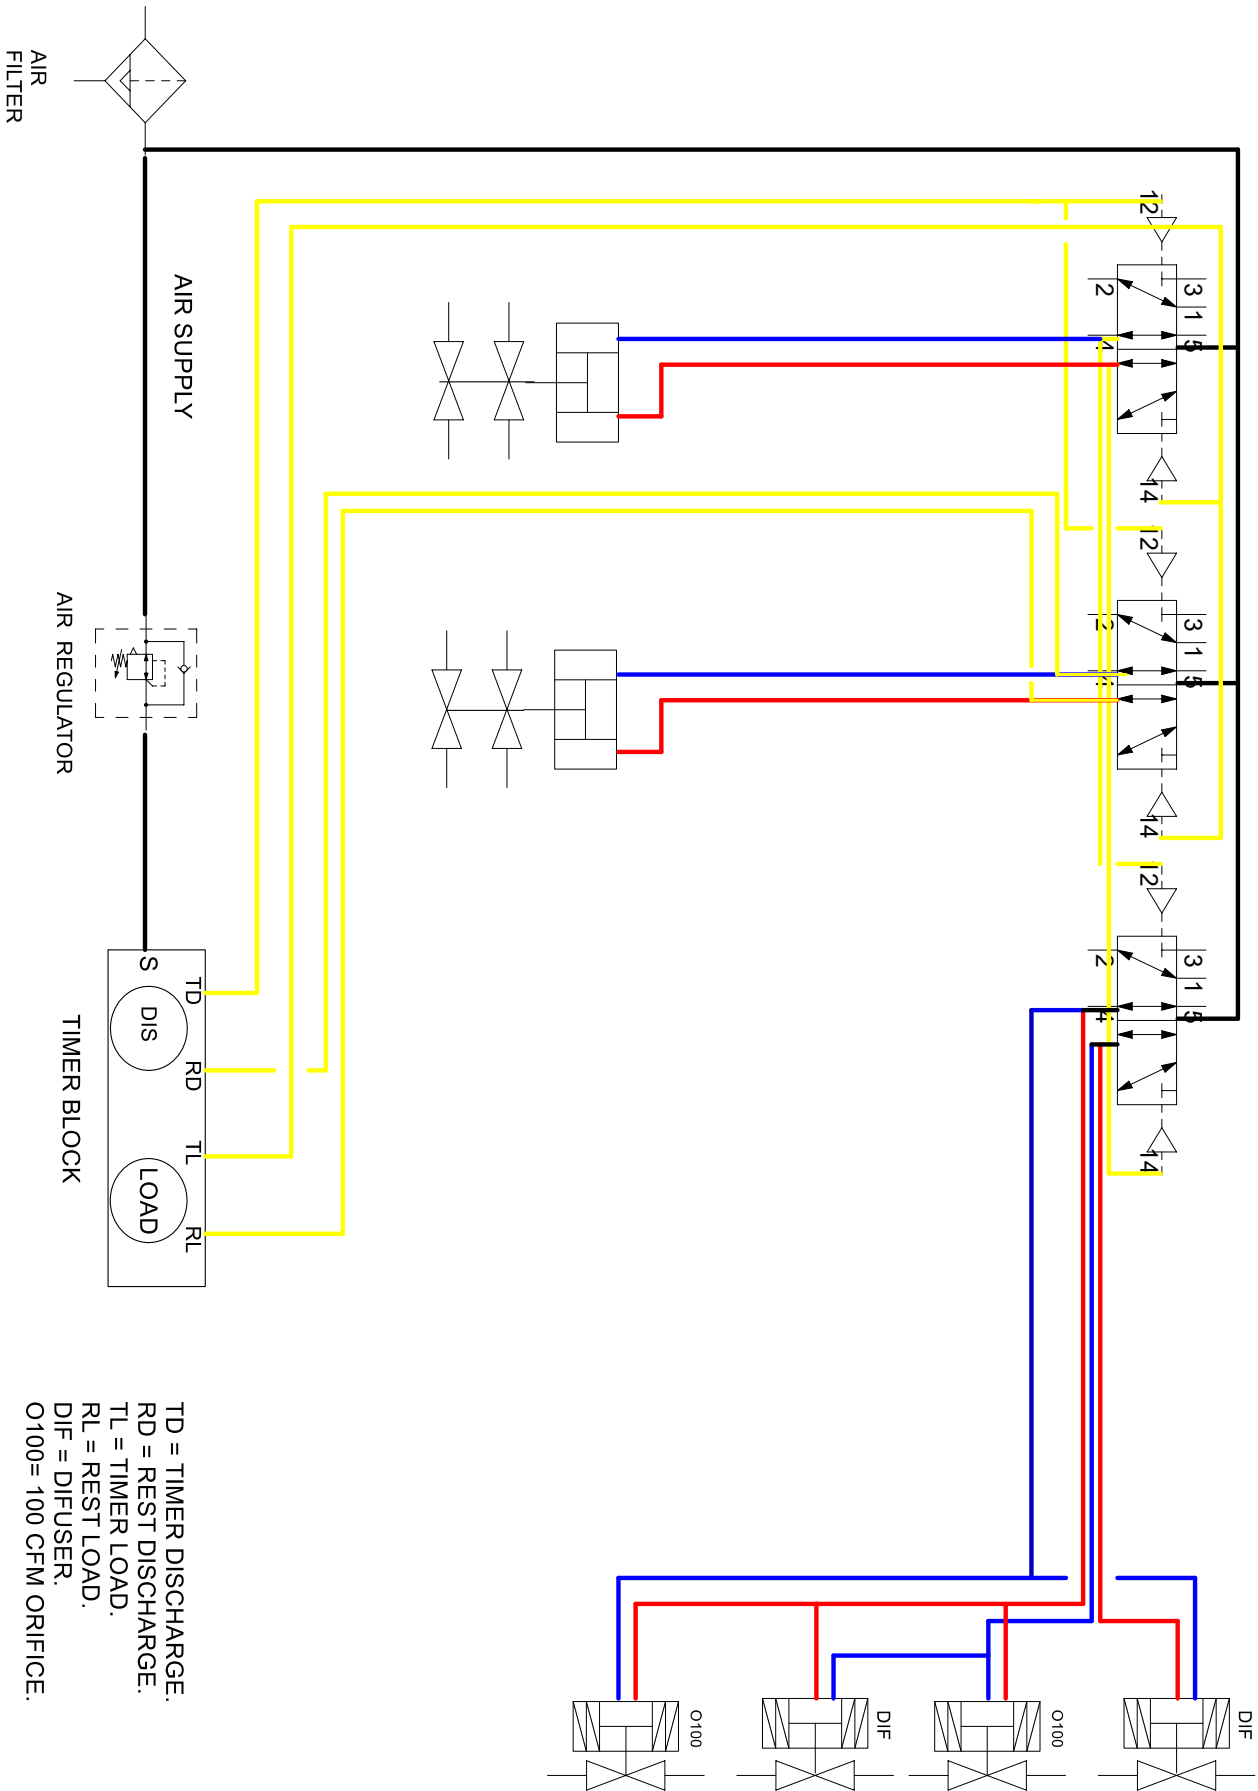 AIR
FILTER
AIR SUPPLY
AIR REGULATOR
TIMER BLOCK
S
DIS
LOAD
TD
RD
TL
RL
12
3
1
5
2
4
14
12
3
1
5
2
4
14
12
3
1
5
2
4
14
O100
DIF
O100
DIF
TD = TIMER DISCHARGE.
RD = REST DISCHARGE.
TL = TIMER LOAD.
RL = REST LOAD.
DIF = DIFUSER.
O100= 100 CFM ORIFICE.